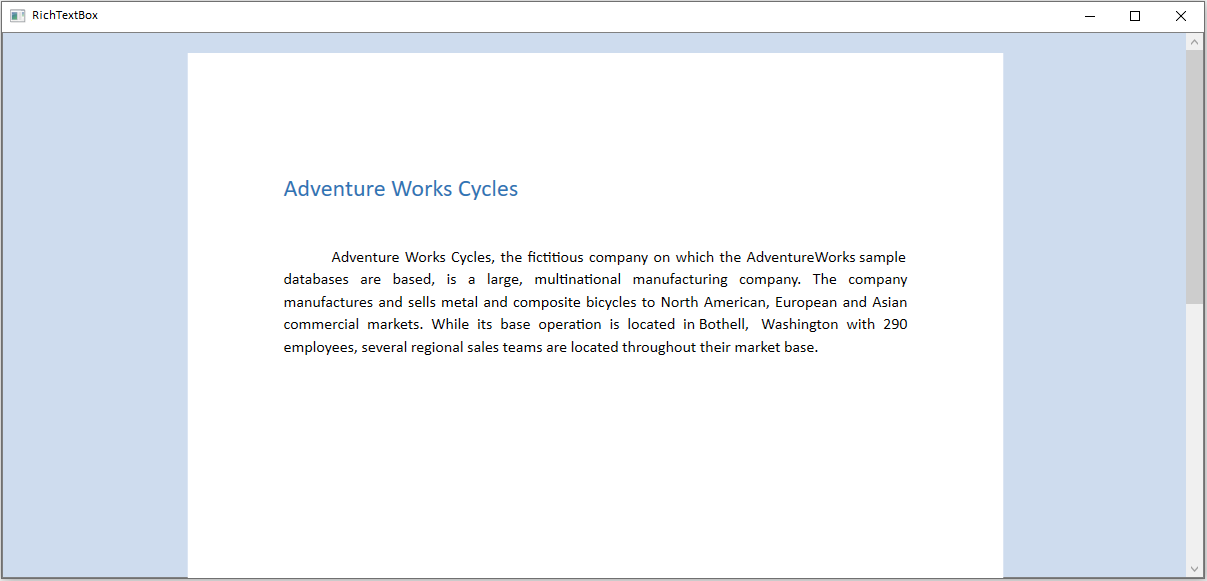 RichTextBox
Adventure Works Cycles
Adventure Works Cycles, the fictitious company on which the AdventureWorks sample
databases are based, is a large, multinational manufacturing company. The company
manufactures and sells metal and composite bicycles to North American, European and Asian
commercial markets. While its base operation is located in Bothell, Washington with 290
employees, several regional sales teams are located throughout their market base.